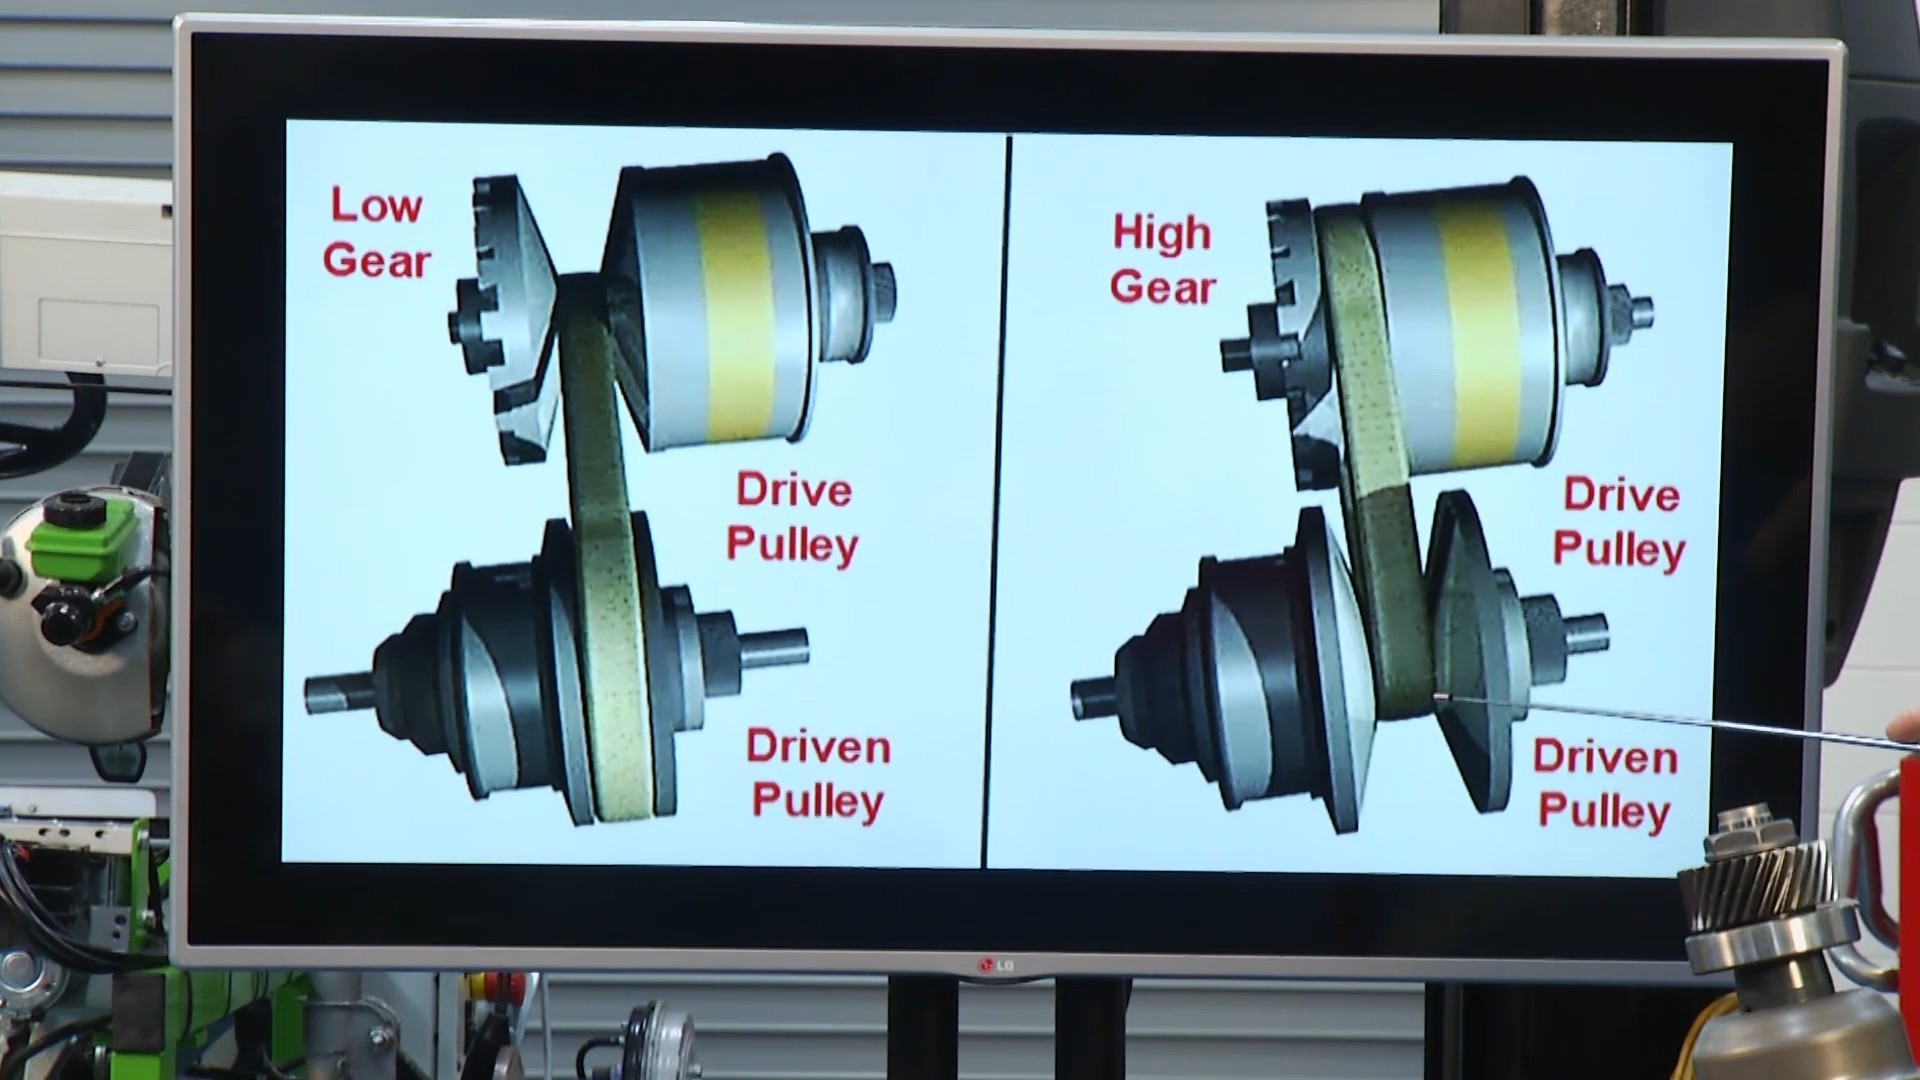 Low
Gear
Drive
Pulley
Driven
Pulley
High
Gear
Drive
Pulley
Driven
Pulley
LG